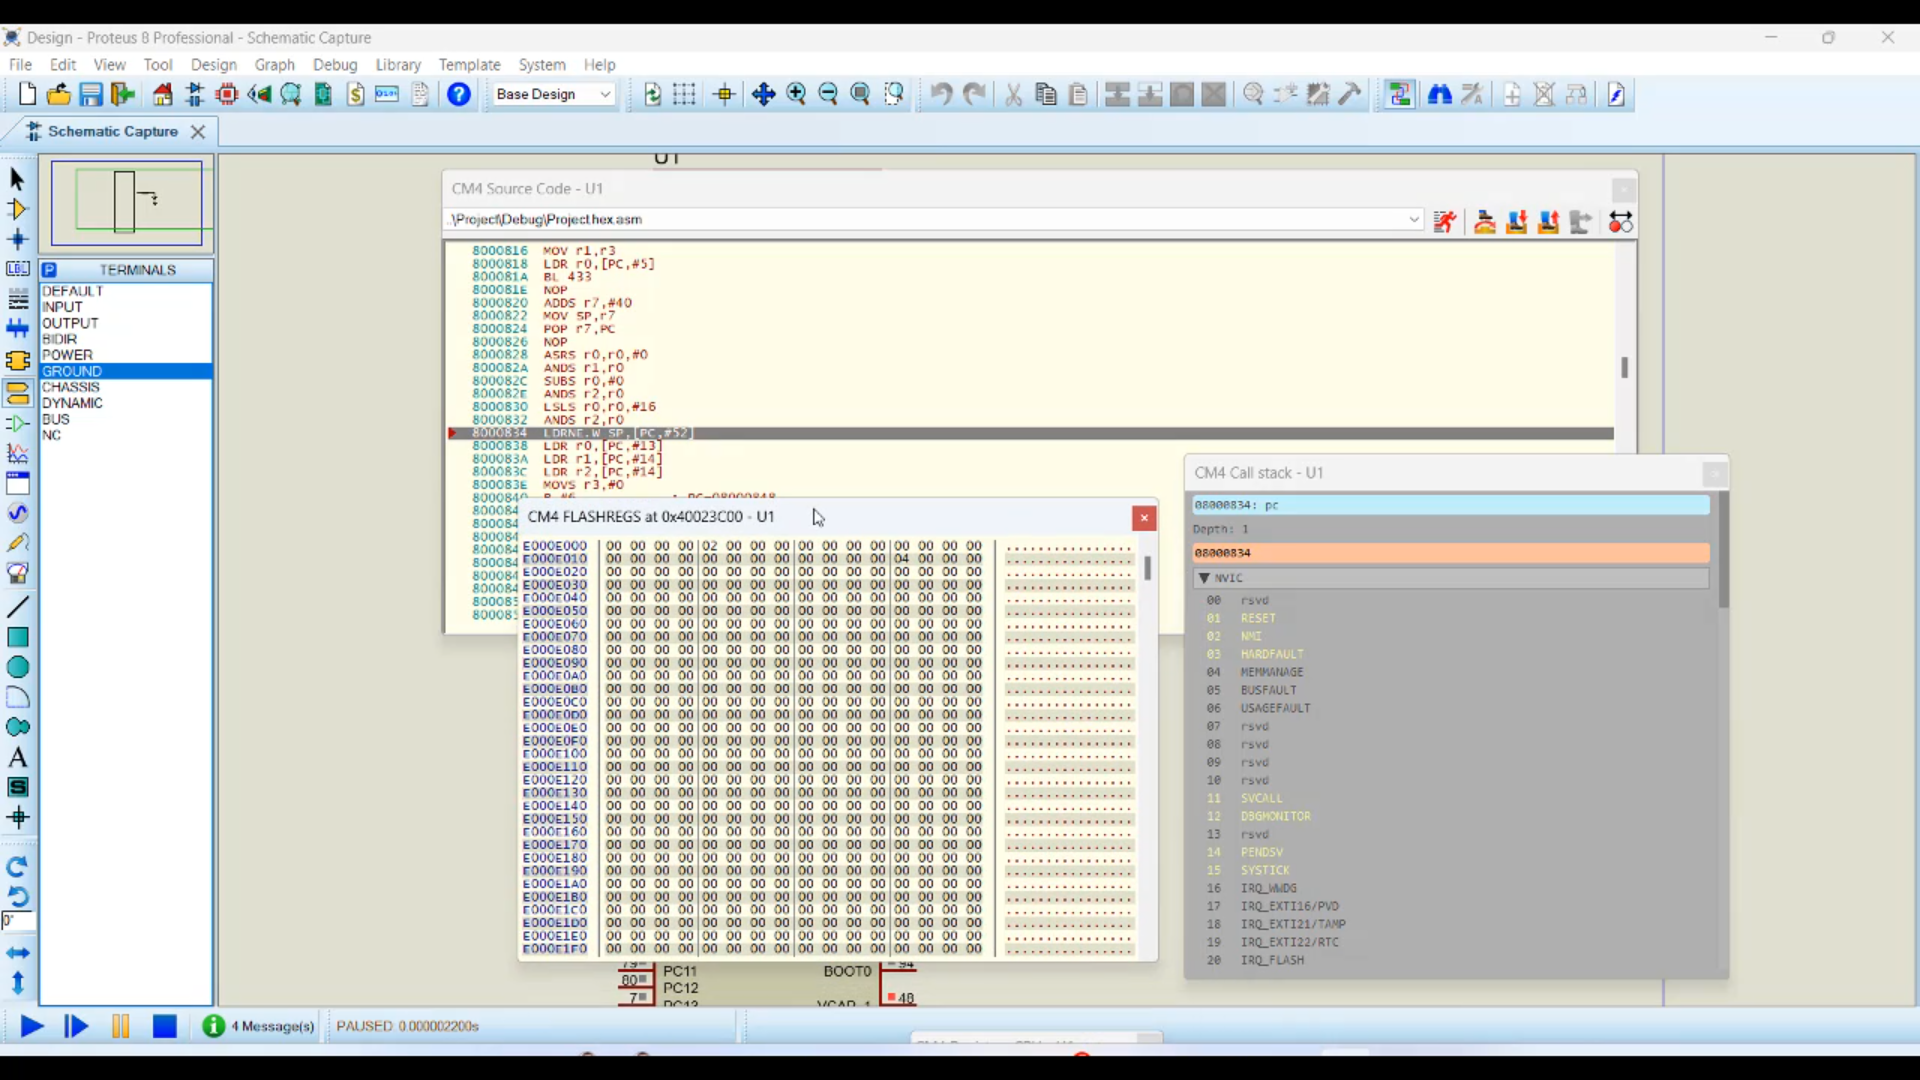 Design - Proteus 8 Professional - Schematic Capture
File Edit View Tool Design Graph Debug Library Template System Help
Base Design
Schematic Capture
U1
CM4 Source Code - U1
..\Project\Debug\Project.hex.asm
8000816 MOV r1,r3
8000818 LDR r0,[PC,#5]
800081A BL 433
800081E NOP
8000820 ADDS r7,#40
8000822 MOV SP,r7
8000824 POP r7,PC
8000826 NOP
8000828 ASRS r0,r0,#0
800082A ANDS r1,r0
800082C SUBS r0,#0
800082E ANDS r2,r0
8000830 LSLS r0,r0,#16
8000832 ANDS r2,r0
8000834 LDRNE.W SP,[PC,#52]
8000838 LDR r0,[PC,#13]
800083A LDR r1,[PC,#14]
800083C LDR r2,[PC,#14]
800083E MOVS r3,#0
P TERMINALS
DEFAULT
INPUT
OUTPUT
BIDIR
POWER
GROUND
CHASSIS
DYNAMIC
BUS
NC
LBL
A
S
0°
CM4 FLASHREGS at 0x40023C00 - U1
E000E000 00 00 00 00 02 00 00 00 00 00 00 00 00 00 00 00 ................
E000E010 00 00 00 00 00 00 00 00 00 00 00 00 04 00 00 00 ................
E000E020 00 00 00 00 00 00 00 00 00 00 00 00 00 00 00 00 ................
E000E030 00 00 00 00 00 00 00 00 00 00 00 00 00 00 00 00 ................
E000E040 00 00 00 00 00 00 00 00 00 00 00 00 00 00 00 00 ................
E000E050 00 00 00 00 00 00 00 00 00 00 00 00 00 00 00 00 ................
E000E060 00 00 00 00 00 00 00 00 00 00 00 00 00 00 00 00 ................
E000E070 00 00 00 00 00 00 00 00 00 00 00 00 00 00 00 00 ................
E000E080 00 00 00 00 00 00 00 00 00 00 00 00 00 00 00 00 ................
E000E090 00 00 00 00 00 00 00 00 00 00 00 00 00 00 00 00 ................
E000E0A0 00 00 00 00 00 00 00 00 00 00 00 00 00 00 00 00 ................
E000E0B0 00 00 00 00 00 00 00 00 00 00 00 00 00 00 00 00 ................
E000E0C0 00 00 00 00 00 00 00 00 00 00 00 00 00 00 00 00 ................
E000E0D0 00 00 00 00 00 00 00 00 00 00 00 00 00 00 00 00 ................
E000E0E0 00 00 00 00 00 00 00 00 00 00 00 00 00 00 00 00 ................
E000E0F0 00 00 00 00 00 00 00 00 00 00 00 00 00 00 00 00 ................
E000E100 00 00 00 00 00 00 00 00 00 00 00 00 00 00 00 00 ................
E000E110 00 00 00 00 00 00 00 00 00 00 00 00 00 00 00 00 ................
E000E120 00 00 00 00 00 00 00 00 00 00 00 00 00 00 00 00 ................
E000E130 00 00 00 00 00 00 00 00 00 00 00 00 00 00 00 00 ................
E000E140 00 00 00 00 00 00 00 00 00 00 00 00 00 00 00 00 ................
E000E150 00 00 00 00 00 00 00 00 00 00 00 00 00 00 00 00 ................
E000E160 00 00 00 00 00 00 00 00 00 00 00 00 00 00 00 00 ................
E000E170 00 00 00 00 00 00 00 00 00 00 00 00 00 00 00 00 ................
E000E180 00 00 00 00 00 00 00 00 00 00 00 00 00 00 00 00 ................
E000E190 00 00 00 00 00 00 00 00 00 00 00 00 00 00 00 00 ................
E000E1A0 00 00 00 00 00 00 00 00 00 00 00 00 00 00 00 00 ................
E000E1B0 00 00 00 00 00 00 00 00 00 00 00 00 00 00 00 00 ................
E000E1C0 00 00 00 00 00 00 00 00 00 00 00 00 00 00 00 00 ................
E000E1D0 00 00 00 00 00 00 00 00 00 00 00 00 00 00 00 00 ................
E000E1E0 00 00 00 00 00 00 00 00 00 00 00 00 00 00 00 00 ................
E000E1F0 00 00 00 00 00 00 00 00 00 00 00 00 00 00 00 00 ................
CM4 Call stack - U1
08000834: pc
Depth: 1
08000834
▼ NVIC
00 rsvd
01 RESET
02 NMI
03 HARDFAULT
04 MEMMANAGE
05 BUSFAULT
06 USAGEFAULT
07 rsvd
08 rsvd
09 rsvd
10 rsvd
11 SVCALL
12 DBGMONITOR
13 rsvd
14 PENDSV
15 SYSTICK
16 IRQ_WWDG
17 IRQ_EXTI16/PVD
18 IRQ_EXTI21/TAMP
19 IRQ_EXTI22/RTC
20 IRQ_FLASH
79 PC11 BOOT0 94
80 PC12
7 PC13 VCAP_1 48
4 Message(s) PAUSED: 0.000002200s